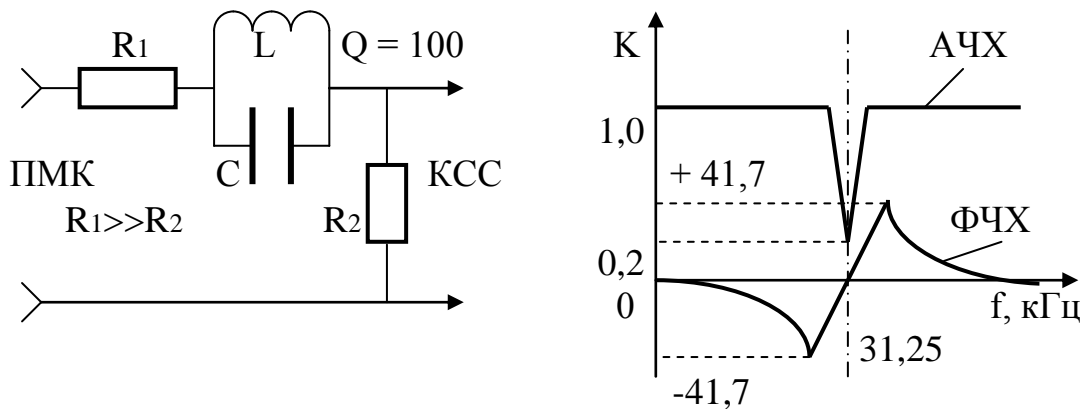 R1
L
Q = 100
C
ПМК
КСС
R1>>R2
R2
K
АЧХ
1,0
+ 41,7
ФЧХ
0,2
0
f, кГц
31,25
-41,7